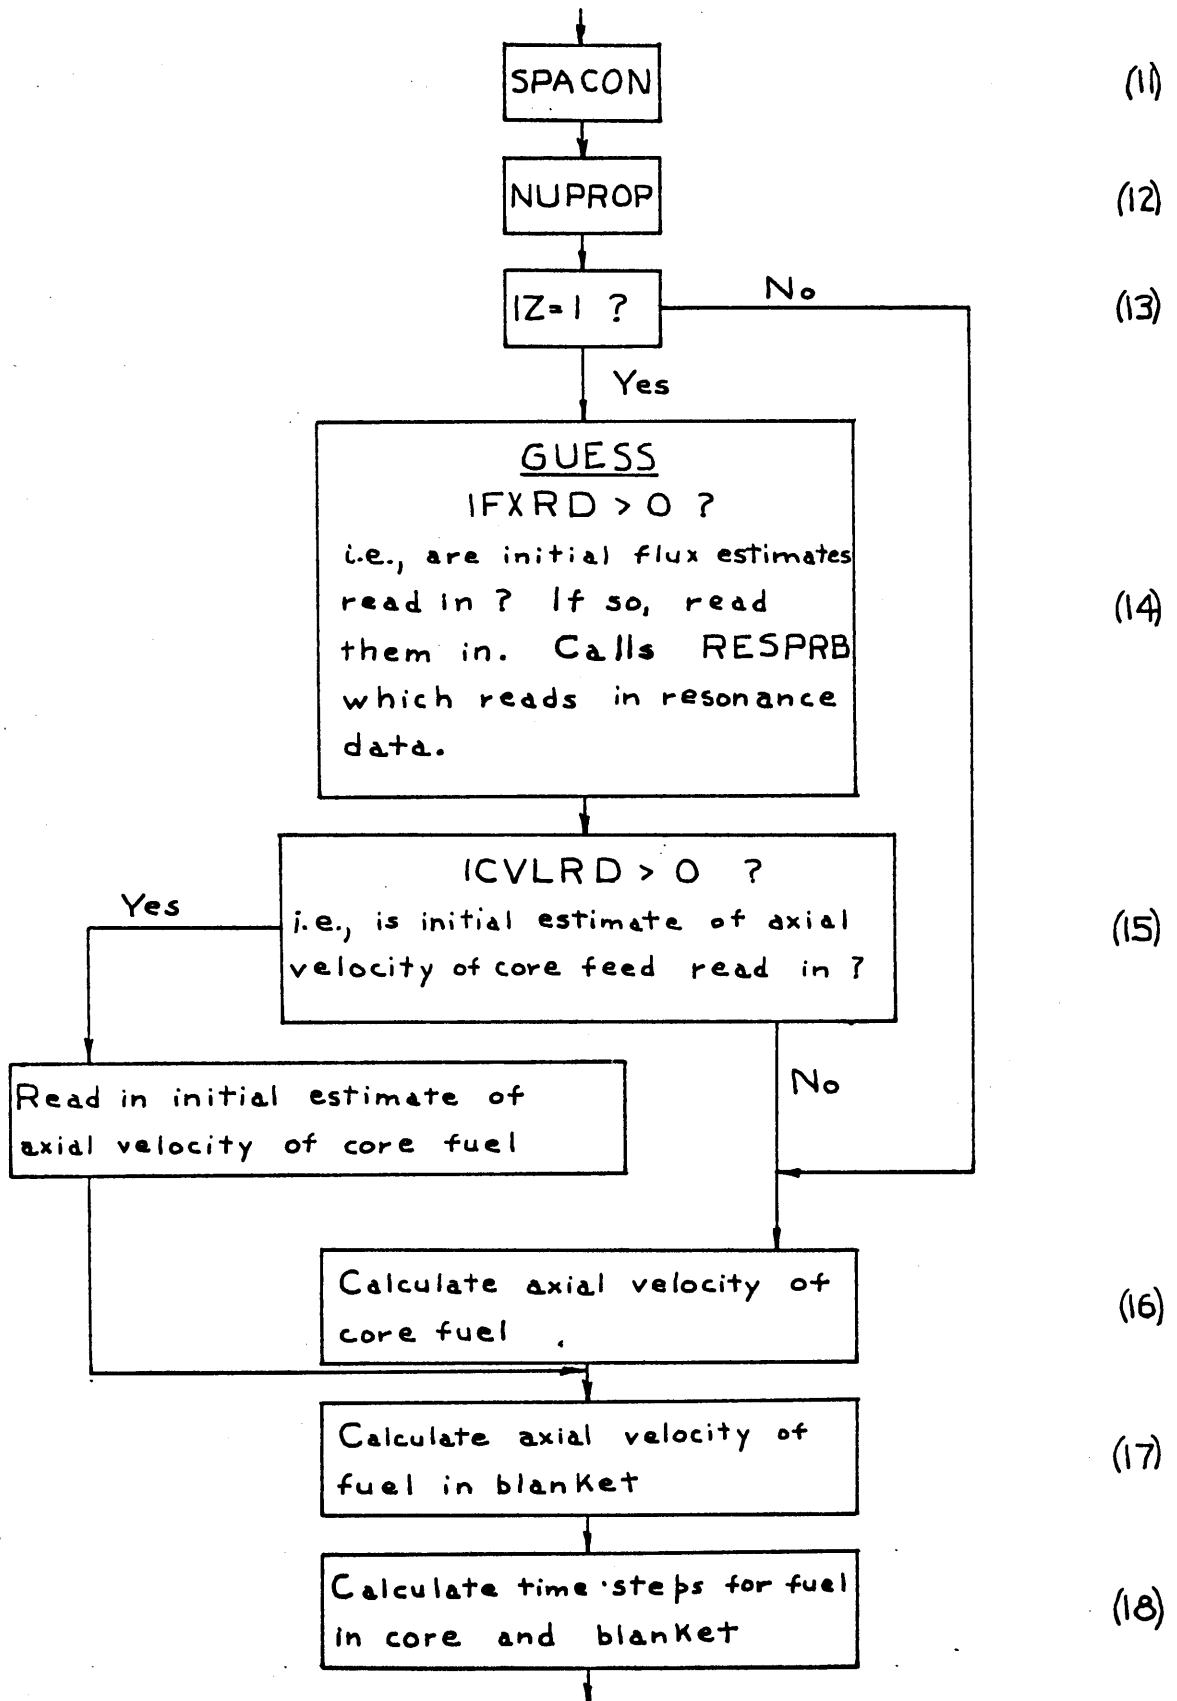 SPACON
(11)
NUPROP
(12)
IZ=1 ?
No
(13)
Yes
GUESS
IFXRD > 0 ?
i.e., are initial flux estimates
read in ? If so, read
them in. Calls RESPRB
which reads in resonance
data.
(14)
ICVLRD > 0 ?
i.e., is initial estimate of axial
velocity of core feed read in ?
(15)
Yes
No
Read in initial estimate of
axial velocity of core fuel
Calculate axial velocity of
core fuel
(16)
Calculate axial velocity of
fuel in blanket
(17)
Calculate time steps for fuel
in core and blanket
(18)